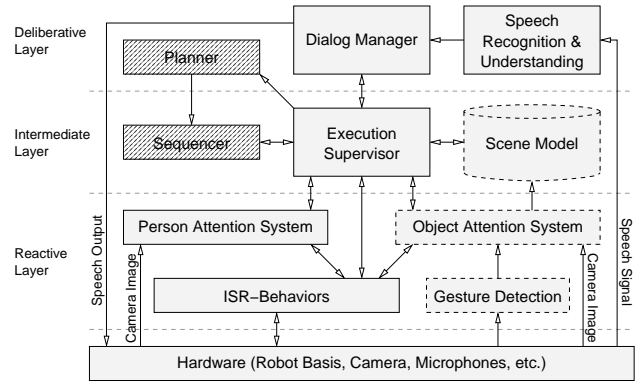 Deliberative
Layer
Dialog Manager
Speech
Recognition &
Understanding
Planner
Intermediate
Layer
Sequencer
Execution
Supervisor
Scene Model
Reactive
Layer
Speech Output
Camera Image
Person Attention System
Object Attention System
Camera Image
Speech Signal
ISR−Behaviors
Gesture Detection
Hardware (Robot Basis, Camera, Microphones, etc.)